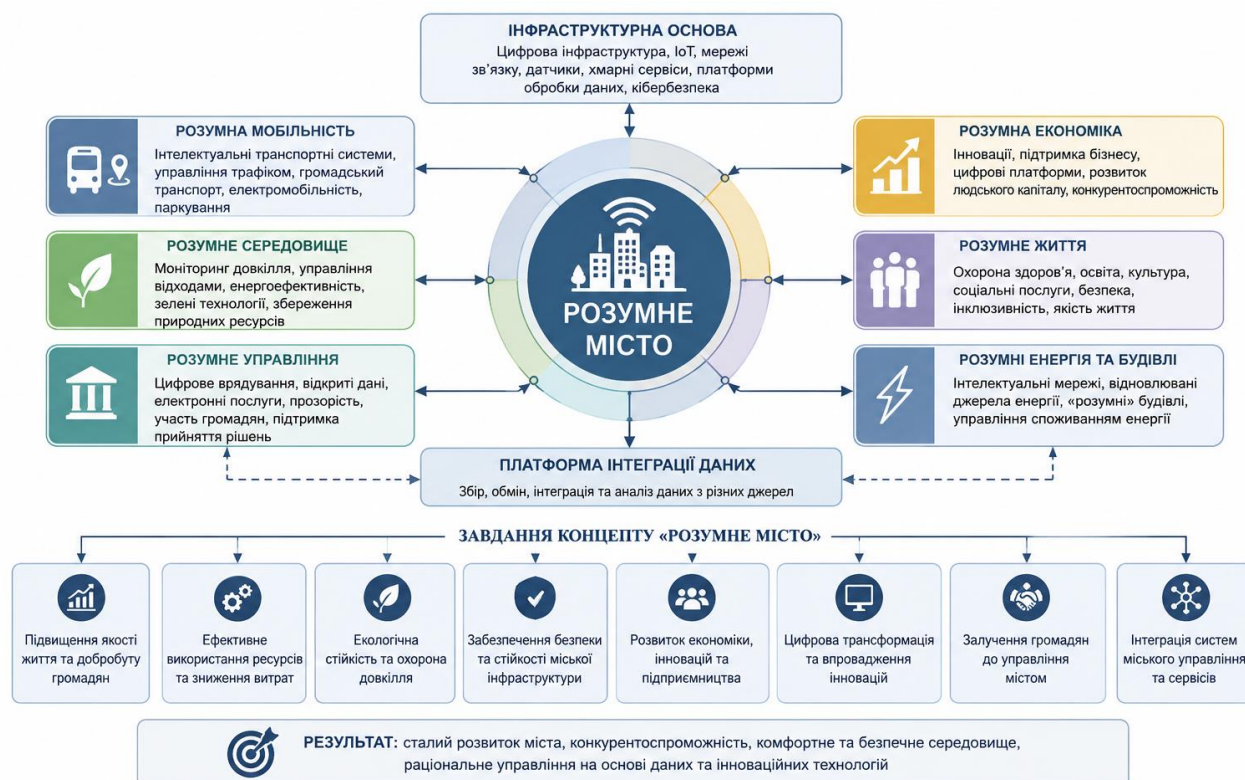 ІНФРАСТРУКТУРНА ОСНОВА
Цифрова інфраструктура, IoT, мережі
зв’язку, датчики, хмарні сервіси, платформи
обробки даних, кібербезпека
РОЗУМНА МОБІЛЬНІСТЬ
Інтелектуальні транспортні системи,
управління трафіком, громадський
транспорт, електромобільність,
паркування
РОЗУМНЕ СЕРЕДОВИЩЕ
Моніторинг довкілля, управління
відходами, енергоефективність,
зелені технології, збереження
природних ресурсів
РОЗУМНЕ УПРАВЛІННЯ
Цифрове врядування, відкриті дані,
електронні послуги, прозорість,
участь громадян, підтримка
прийняття рішень
РОЗУМНЕ
МІСТО
РОЗУМНА ЕКОНОМІКА
Інновації, підтримка бізнесу,
цифрові платформи, розвиток
людського капіталу, конкурентоспроможність
РОЗУМНЕ ЖИТТЯ
Охорона здоров’я, освіта, культура,
соціальні послуги, безпека,
інклюзивність, якість життя
РОЗУМНІ ЕНЕРГІЯ ТА БУДІВЛІ
Інтелектуальні мережі, відновлювані
джерела енергії, «розумні» будівлі,
управління споживанням енергії
ПЛАТФОРМА ІНТЕГРАЦІЇ ДАНИХ
Збір, обмін, інтеграція та аналіз даних з різних джерел
ЗАВДАННЯ КОНЦЕПТУ «РОЗУМНЕ МІСТО»
Підвищення якості
життя та добробуту
громадян
Ефективне
використання ресурсів
та зниження витрат
Екологічна
стійкість та охорона
довкілля
Забезпечення безпеки
та стійкості міської
інфраструктури
Розвиток економіки,
інновацій та
підприємництва
Цифрова трансформація
та впровадження
інновацій
Залучення громадян
до управління
містом
Інтеграція систем
міського управління
та сервісів
РЕЗУЛЬТАТ: сталий розвиток міста, конкурентоспроможність, комфортне та безпечне середовище,
раціональне управління на основі даних та інноваційних технологій